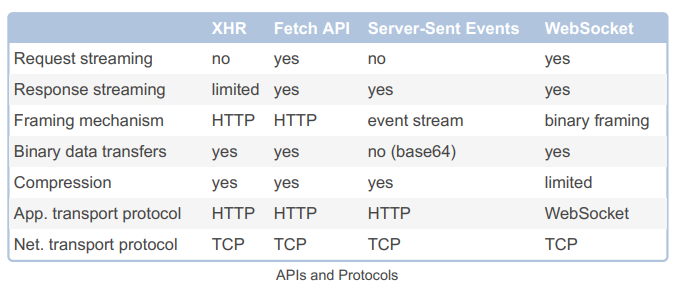 XHR Fetch API Server-Sent Events WebSocket
Request streaming no yes no yes
Response streaming limited yes yes yes
Framing mechanism HTTP HTTP event stream binary framing
Binary data transfers yes yes no (base64) yes
Compression yes yes yes limited
App. transport protocol HTTP HTTP HTTP WebSocket
Net. transport protocol TCP TCP TCP TCP
APIs and Protocols